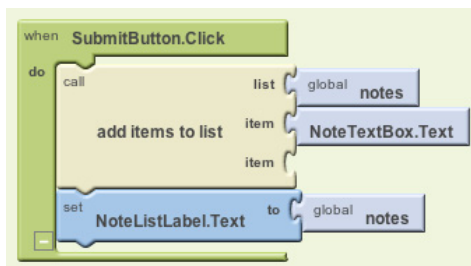 when SubmitButton.Click
do
call add items to list
list global notes
item NoteTextBox.Text
item
set NoteListLabel.Text to global notes